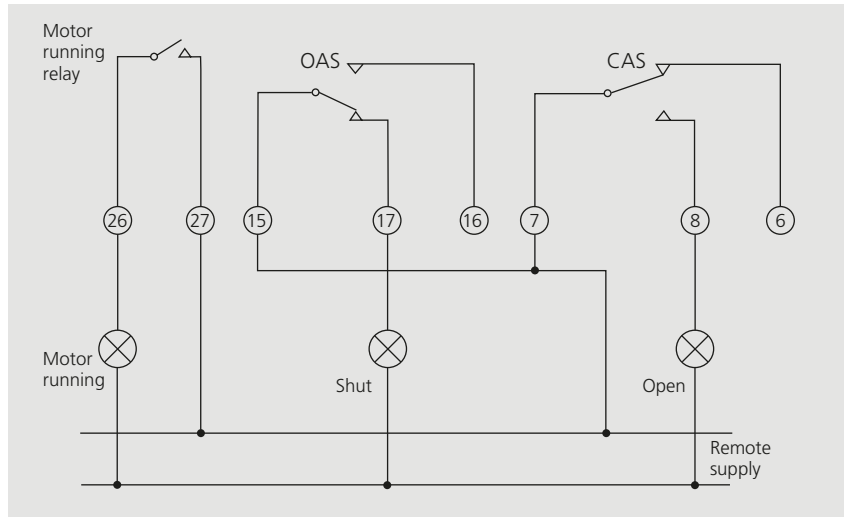 Motor
running
relay
OAS
CAS
26
27
15
17
16
7
8
6
Motor
running
Shut
Open
Remote
supply